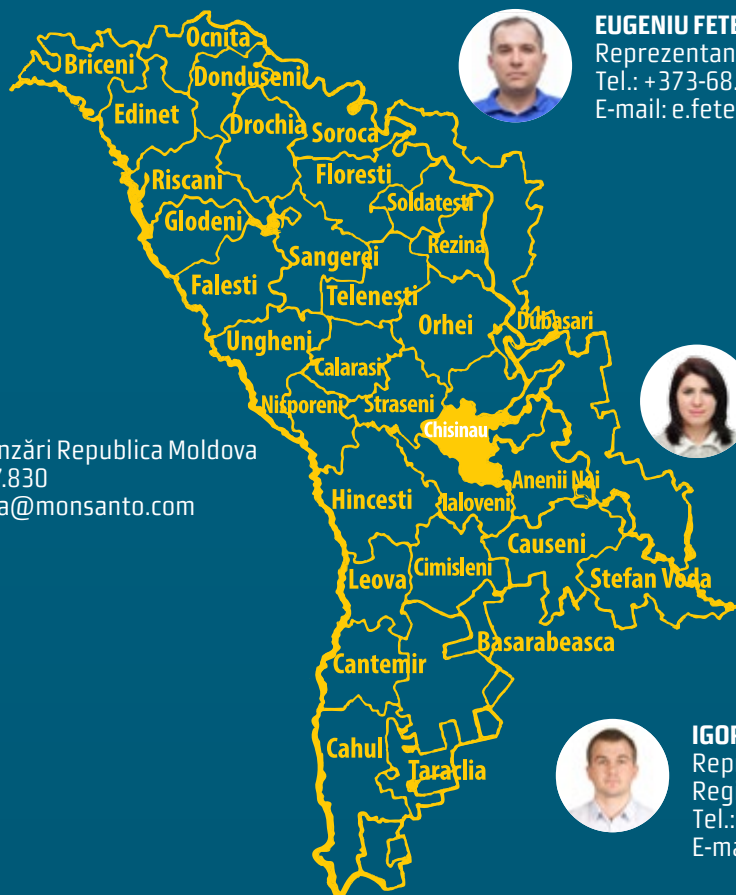 EUGENIU FETE
Reprezentan
Tel.: +373-68.
E-mail: e.fete
Ocnita
Briceni
Donduseni
Edinet
Drochia
Soroca
Floresti
Riscani
Soldatesti
Glodeni
Rezina
Sangerei
Falesti
Telenesti
Orhei
Dubasari
Ungheni
Calarasi
Nisporeni
Straseni
Chisinau
nzări Republica Moldova
7.830
a@monsanto.com
Anenii Noi
Hincesti
Ialoveni
Causeni
Cimisleni
Leova
Stefan Voda
Basarabeasca
Cantemir
Cahul
Taraclia
IGOR
Rep
Reg
Tel.:
E-ma